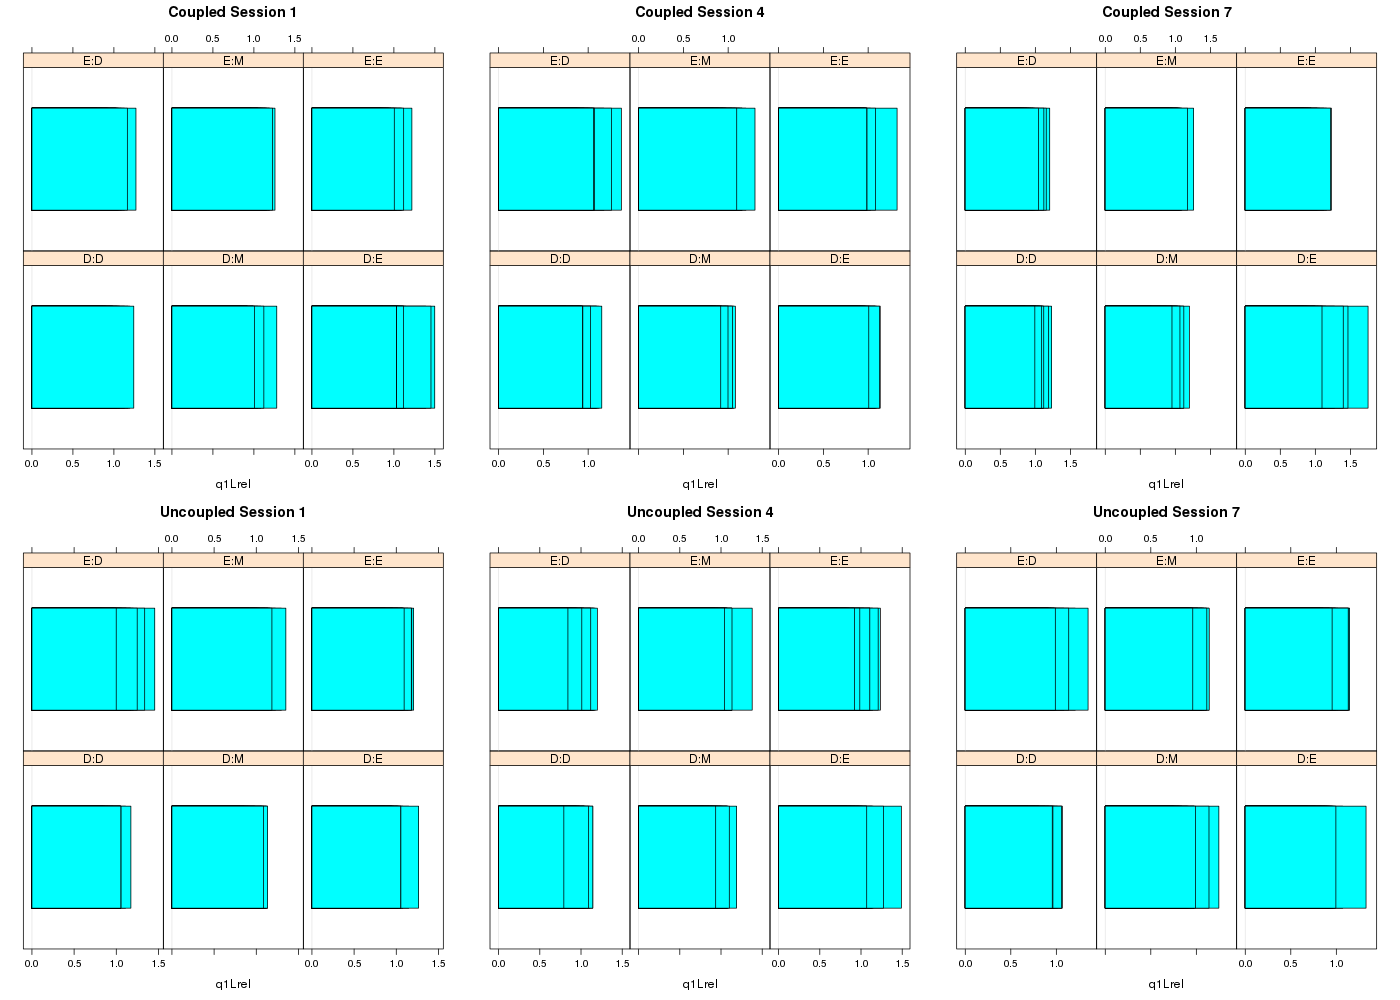 Coupled Session 1
0.0 0.5 1.0 1.5
E:D E:M E:E
D:D D:M D:E
0.0 0.5 1.0 1.5 0.0 0.5 1.0 1.5
q1Lrel
Coupled Session 4
0.0 0.5 1.0
E:D E:M E:E
D:D D:M D:E
0.0 0.5 1.0 0.0 0.5 1.0
q1Lrel
Coupled Session 7
0.0 0.5 1.0 1.5
E:D E:M E:E
D:D D:M D:E
0.0 0.5 1.0 1.5 0.0 0.5 1.0 1.5
q1Lrel
Uncoupled Session 1
0.0 0.5 1.0 1.5
E:D E:M E:E
D:D D:M D:E
0.0 0.5 1.0 1.5 0.0 0.5 1.0 1.5
q1Lrel
Uncoupled Session 4
0.0 0.5 1.0 1.5
E:D E:M E:E
D:D D:M D:E
0.0 0.5 1.0 1.5 0.0 0.5 1.0 1.5
q1Lrel
Uncoupled Session 7
0.0 0.5 1.0
E:D E:M E:E
D:D D:M D:E
0.0 0.5 1.0 0.0 0.5 1.0
q1Lrel